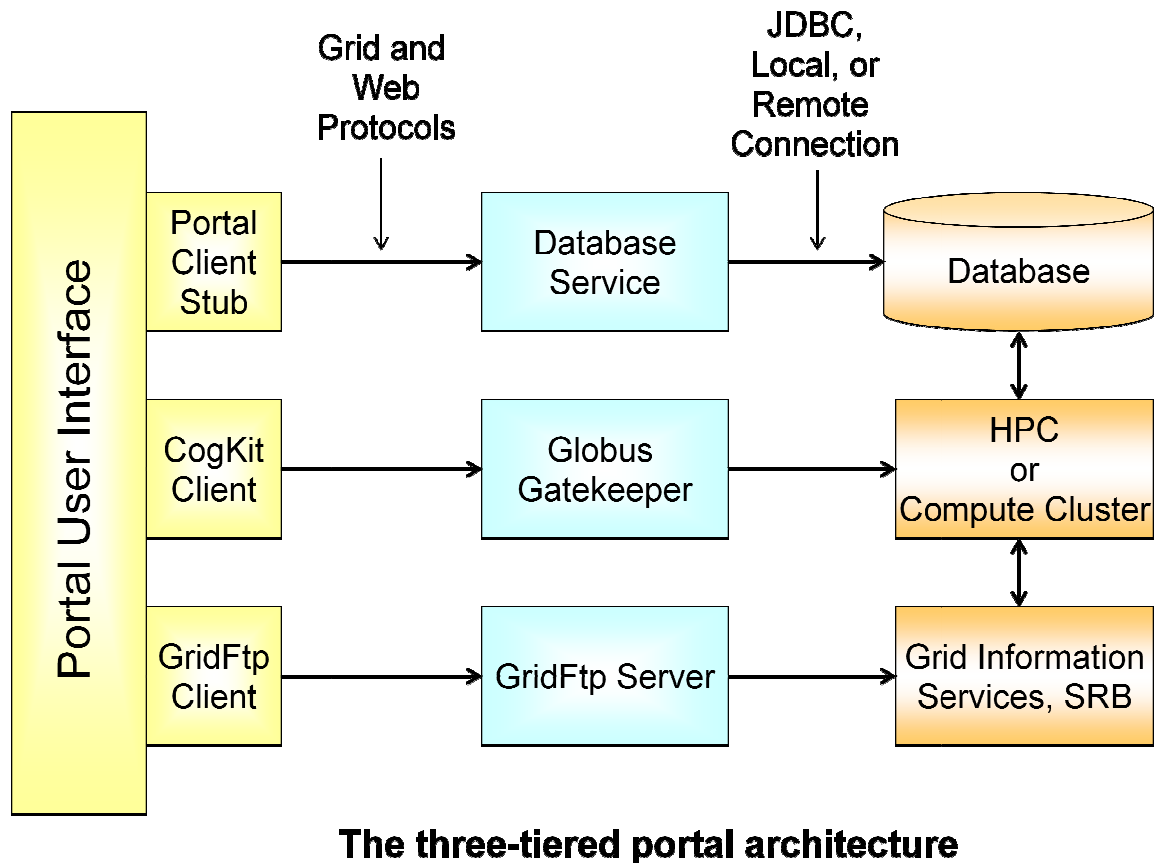 Grid and
Web
Protocols
JDBC,
Local, or
Remote
Connection
Portal User Interface
Portal
Client
Stub
Database
Service
Database
CogKit
Client
Globus
Gatekeeper
HPC
or
Compute Cluster
GridFtp
Client
GridFtp Server
Grid Information
Services, SRB
The three-tiered portal architecture